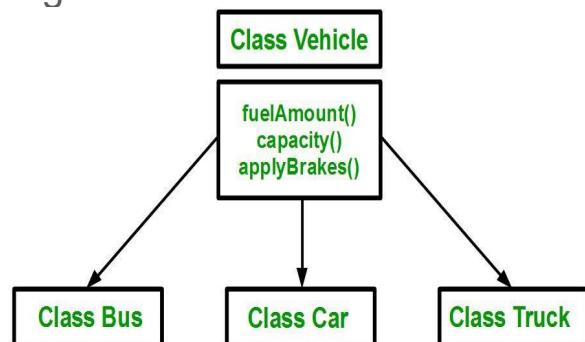 Class Vehicle
fuelAmount()
capacity()
applyBrakes()
Class Bus
Class Car
Class Truck